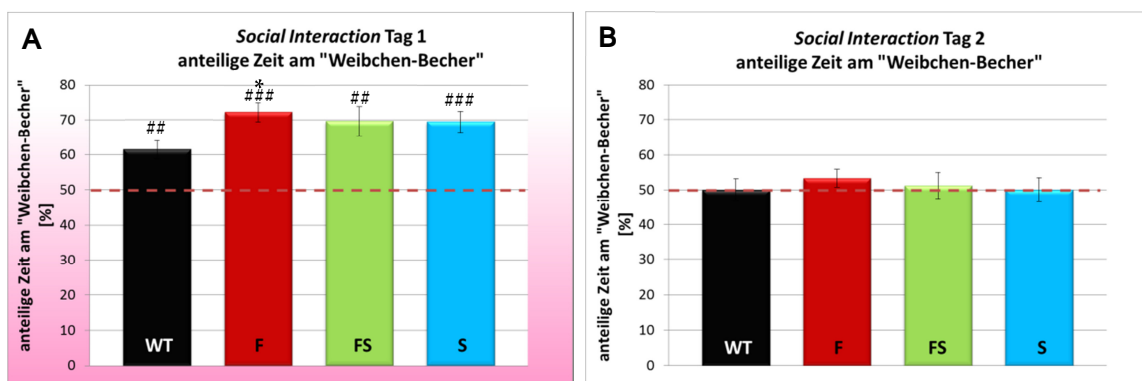 A
Social Interaction Tag 1
anteilige Zeit am "Weibchen-Becher"
anteilige Zeit am "Weibchen-Becher"
[%]
80
70
60
50
40
30
20
10
0
##
*
###
##
###
WT
F
FS
S
B
Social Interaction Tag 2
anteilige Zeit am "Weibchen-Becher"
anteilige Zeit am "Weibchen-Becher"
[%]
80
70
60
50
40
30
20
10
0
WT
F
FS
S